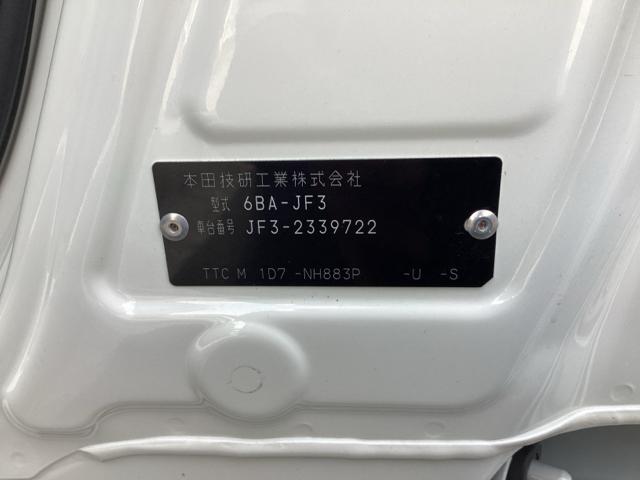 本田技研工業株式会社
型式 6BA-JF3
車台番号 JF3-2339722
TTC M 1D7 -NH883P -U -S